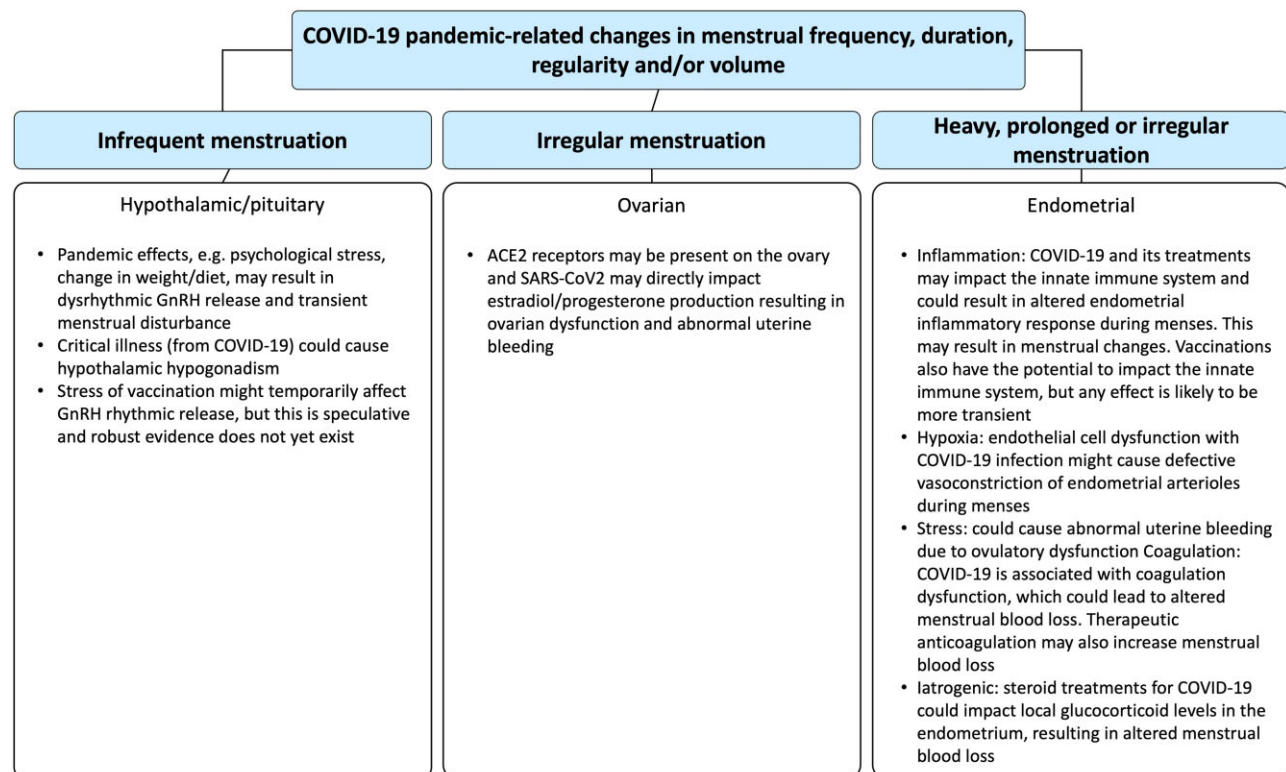 COVID-19 pandemic-related changes in menstrual frequency, duration,
regularity and/or volume
Infrequent menstruation
Hypothalamic/pituitary
• Pandemic effects, e.g. psychological stress,
change in weight/diet, may result in
dysrhythmic GnRH release and transient
menstrual disturbance
• Critical illness (from COVID-19) could cause
hypothalamic hypogonadism
• Stress of vaccination might temporarily affect
GnRH rhythmic release, but this is speculative
and robust evidence does not yet exist
Irregular menstruation
Ovarian
• ACE2 receptors may be present on the ovary
and SARS-CoV2 may directly impact
estradiol/progesterone production resulting in
ovarian dysfunction and abnormal uterine
bleeding
Heavy, prolonged or irregular
menstruation
Endometrial
• Inflammation: COVID-19 and its treatments
may impact the innate immune system and
could result in altered endometrial
inflammatory response during menses. This
may result in menstrual changes. Vaccinations
also have the potential to impact the innate
immune system, but any effect is likely to be
more transient
• Hypoxia: endothelial cell dysfunction with
COVID-19 infection might cause defective
vasoconstriction of endometrial arterioles
during menses
• Stress: could cause abnormal uterine bleeding
due to ovulatory dysfunction Coagulation:
COVID-19 is associated with coagulation
dysfunction, which could lead to altered
menstrual blood loss. Therapeutic
anticoagulation may also increase menstrual
blood loss
• Iatrogenic: steroid treatments for COVID-19
could impact local glucocorticoid levels in the
endometrium, resulting in altered menstrual
blood loss